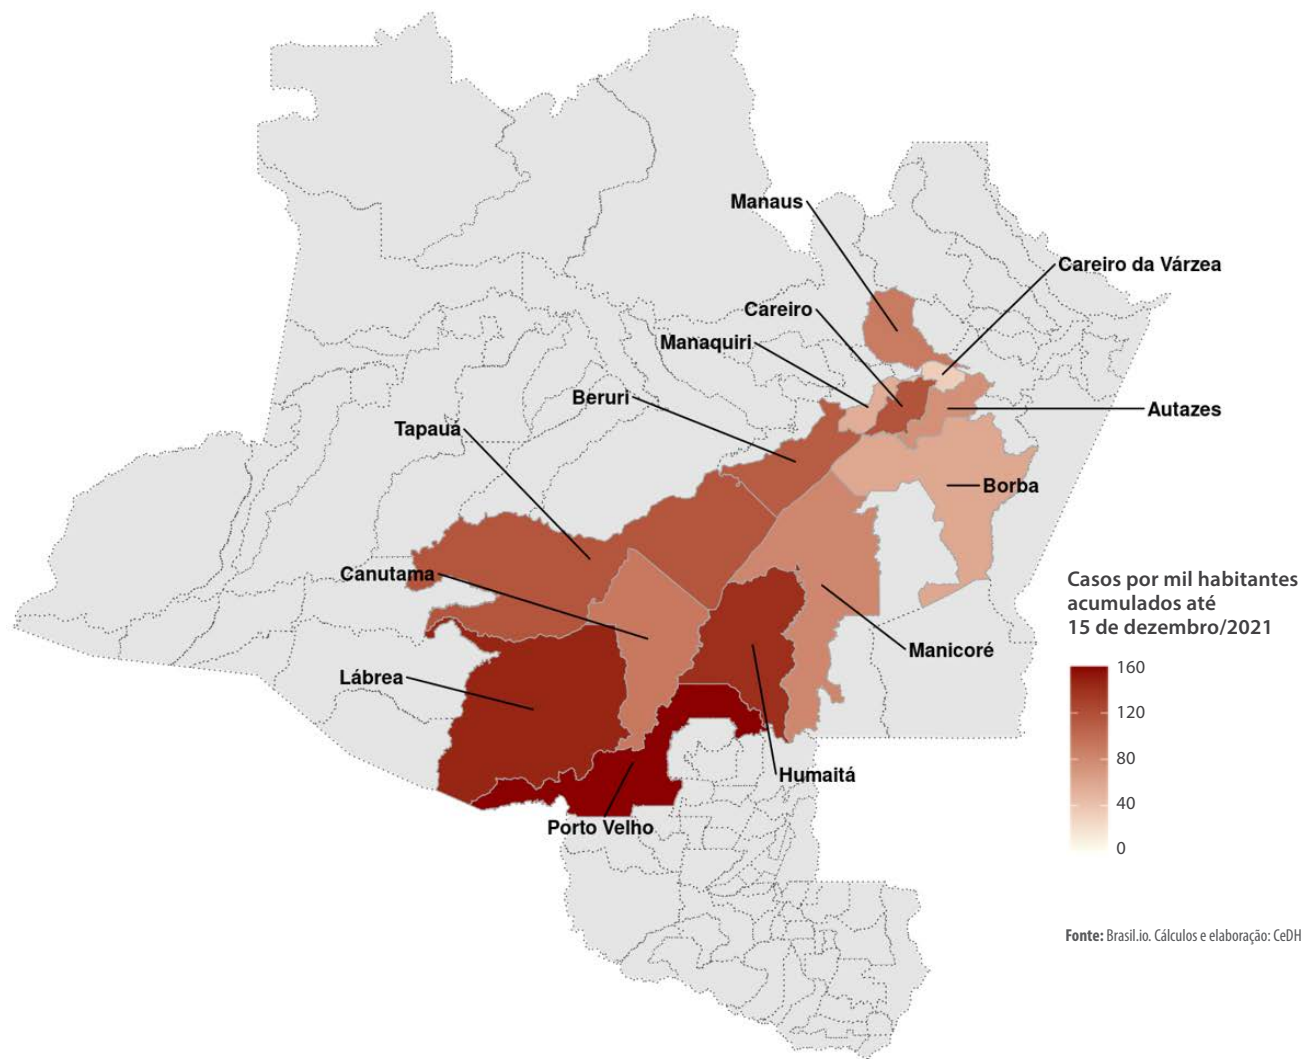 Manaus
Careiro da Várzea
Careiro
Manaquiri
Beruri
Autazes
Tapauá
Borba
Canutama
Casos por mil habitantes
acumulados até
15 de dezembro/2021
Manicoré
160
Lábrea
120
80
Humaitá
40
Porto Velho
0
Fonte: Brasil.io. Cálculos e elaboração: CeDHE